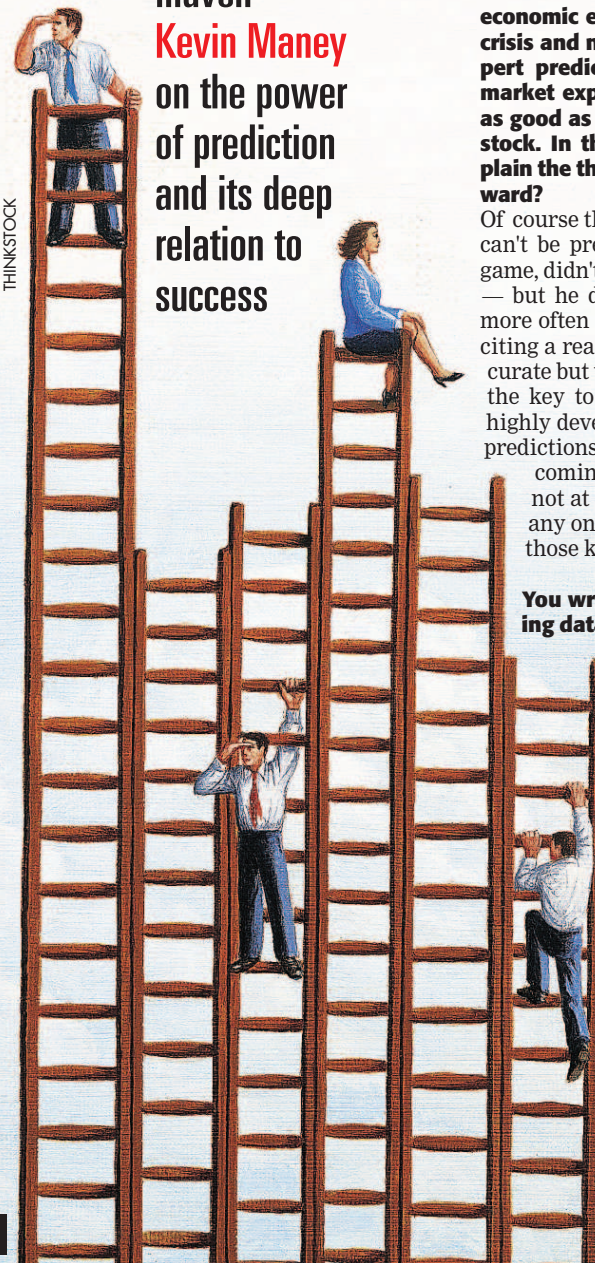 maven
Kevin Maney
on the power
of prediction
and its deep
relation to
success
THINKSTOCK
economic e
crisis and n
pert predic
market exp
as good as
stock. In th
plain the th
ward?
Of course th
can't be pre
game, didn't
— but he d
more often
citing a rea
curate but
the key to
highly deve
predictions
comin
not at
any on
those k
You wr
ing data